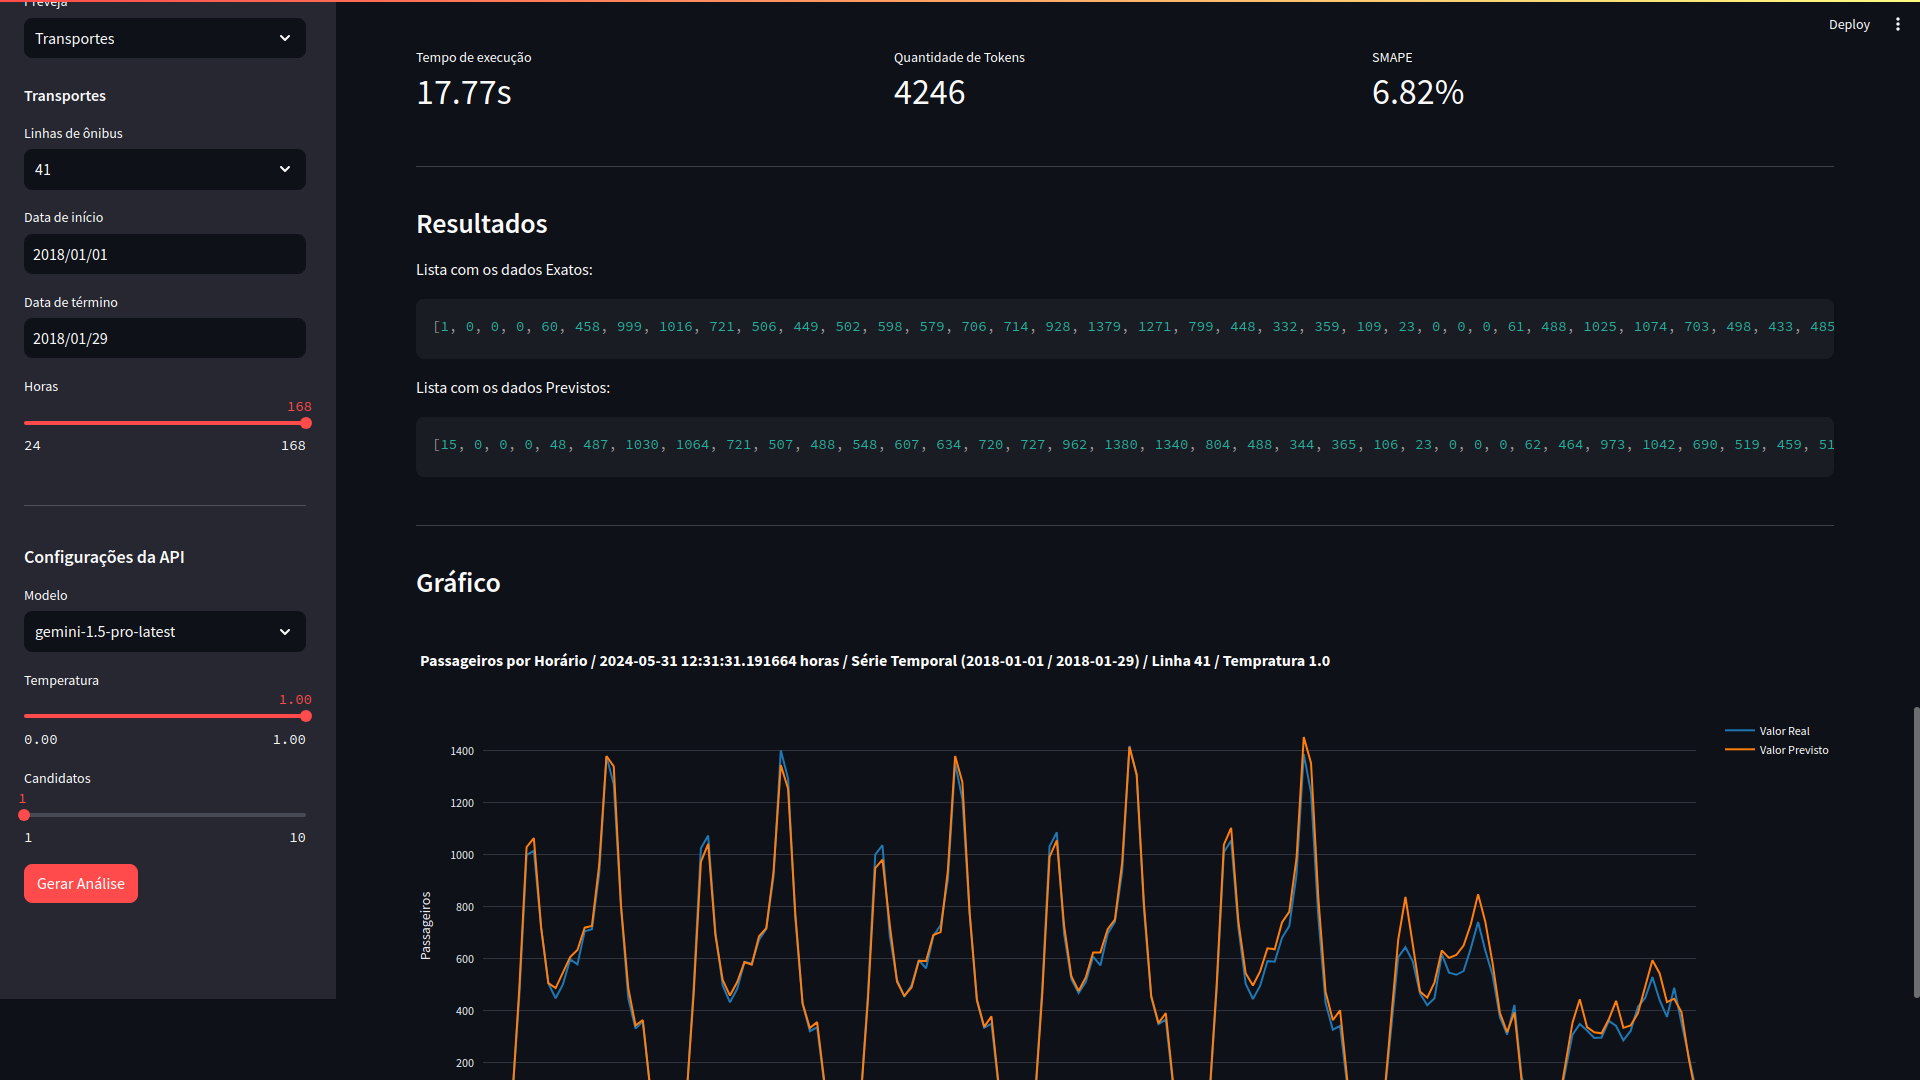 Preveja
Transportes
Transportes
Linhas de ônibus
41
Data de início
2018/01/01
Data de término
2018/01/29
Horas
168
24 168
Configurações da API
Modelo
gemini-1.5-pro-latest
Temperatura
1.00
0.00 1.00
Candidatos
1
1 10
Gerar Análise
Deploy
Tempo de execução Quantidade de Tokens SMAPE
17.77s 4246 6.82%
Resultados
Lista com os dados Exatos:
[1, 0, 0, 0, 60, 458, 999, 1016, 721, 506, 449, 502, 598, 579, 706, 714, 928, 1379, 1271, 799, 448, 332, 359, 109, 23, 0, 0, 0, 61, 488, 1025, 1074, 703, 498, 433, 485
Lista com os dados Previstos:
[15, 0, 0, 0, 48, 487, 1030, 1064, 721, 507, 488, 548, 607, 634, 720, 727, 962, 1380, 1340, 804, 488, 344, 365, 106, 23, 0, 0, 0, 62, 464, 973, 1042, 690, 519, 459, 51
Gráfico
Passageiros por Horário / 2024-05-31 12:31:31.191664 horas / Série Temporal (2018-01-01 / 2018-01-29) / Linha 41 / Tempratura 1.0
Valor Real
Valor Previsto
1400
1200
1000
800
600
400
200
Passageiros